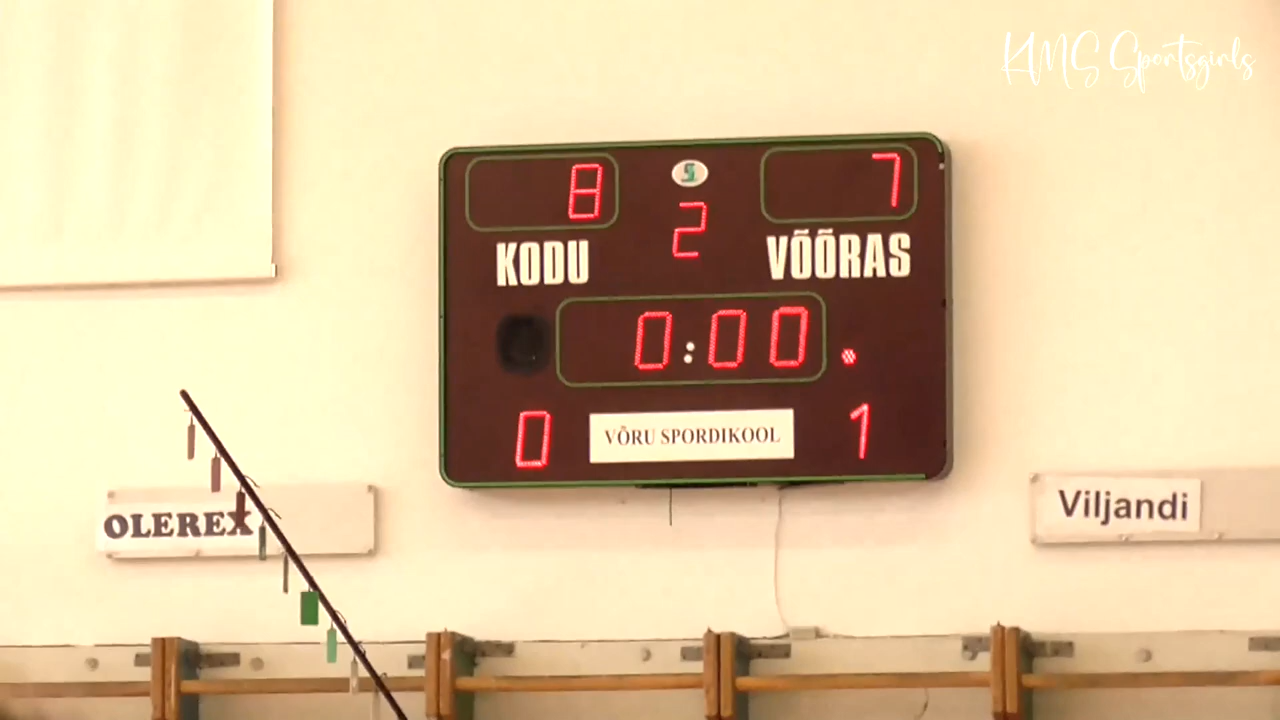 KMS Sportsgirls
8 7
2
KODU VÕÕRAS
0:00.
0 1
VÕRU SPORDIKOOL
OLEREX
Viljandi